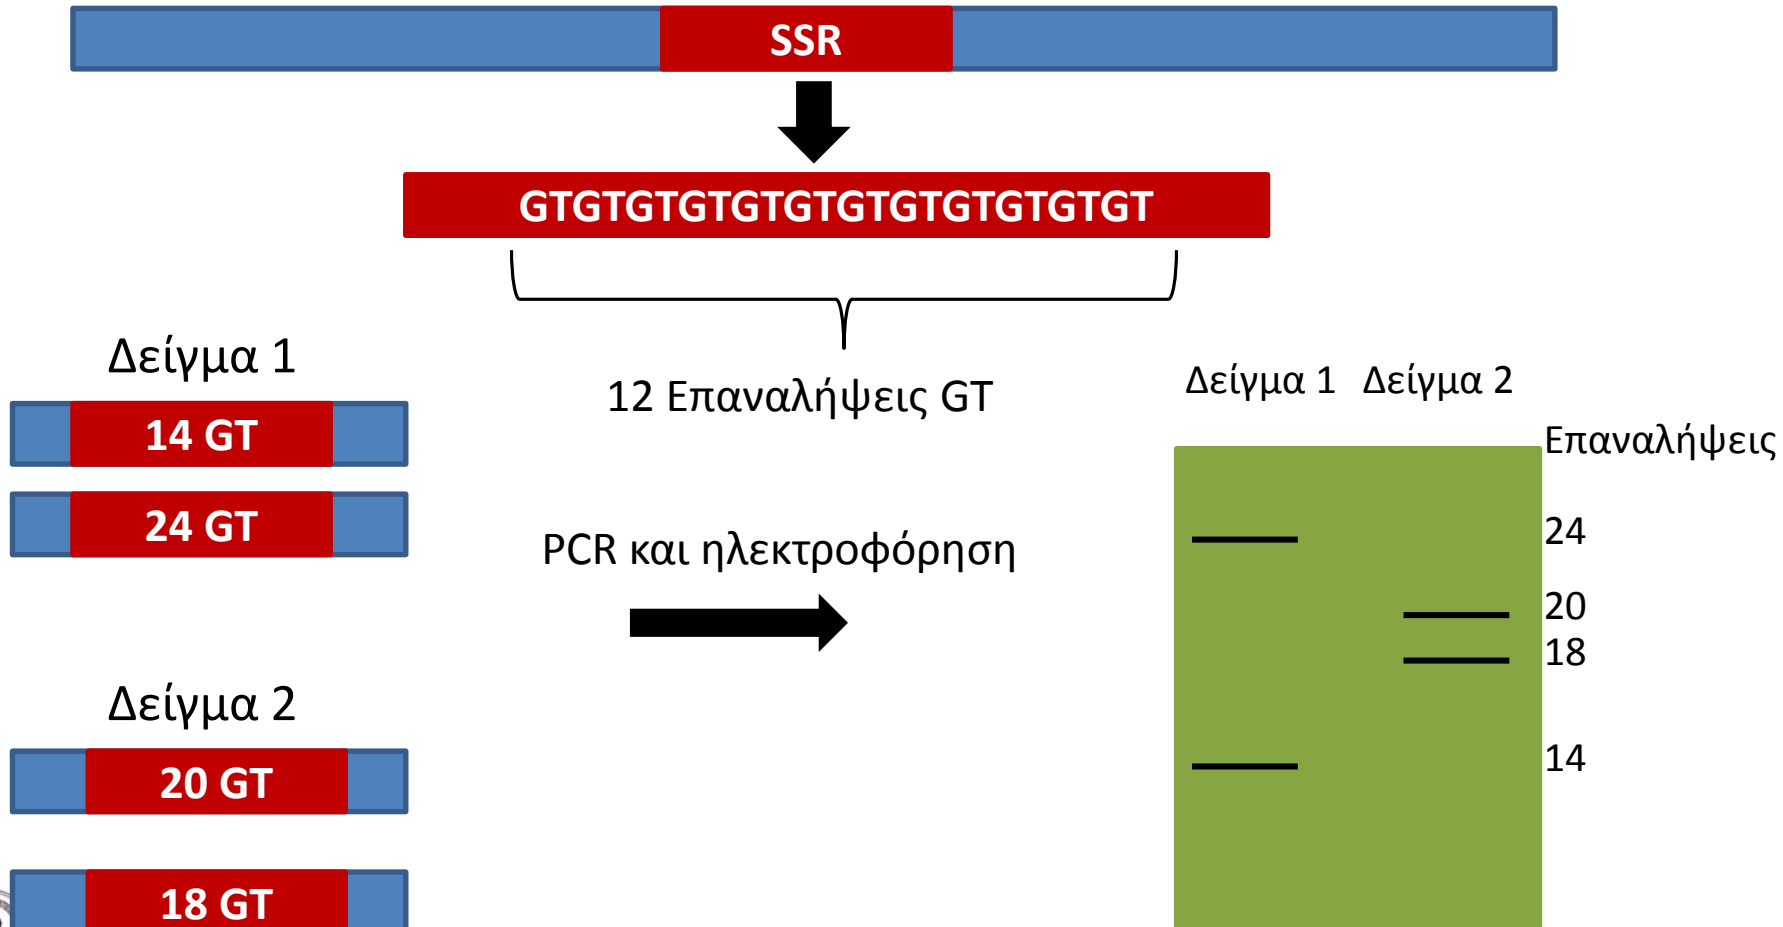 SSR
GTGTGTGTGTGTGTGTGTGTGTGT
12 Επαναλήψεις GT
Δείγμα 1
14 GT
24 GT
PCR και ηλεκτροφόρηση
Δείγμα 2
20 GT
18 GT
Δείγμα 1 Δείγμα 2
Επαναλήψεις
24
20
18
14